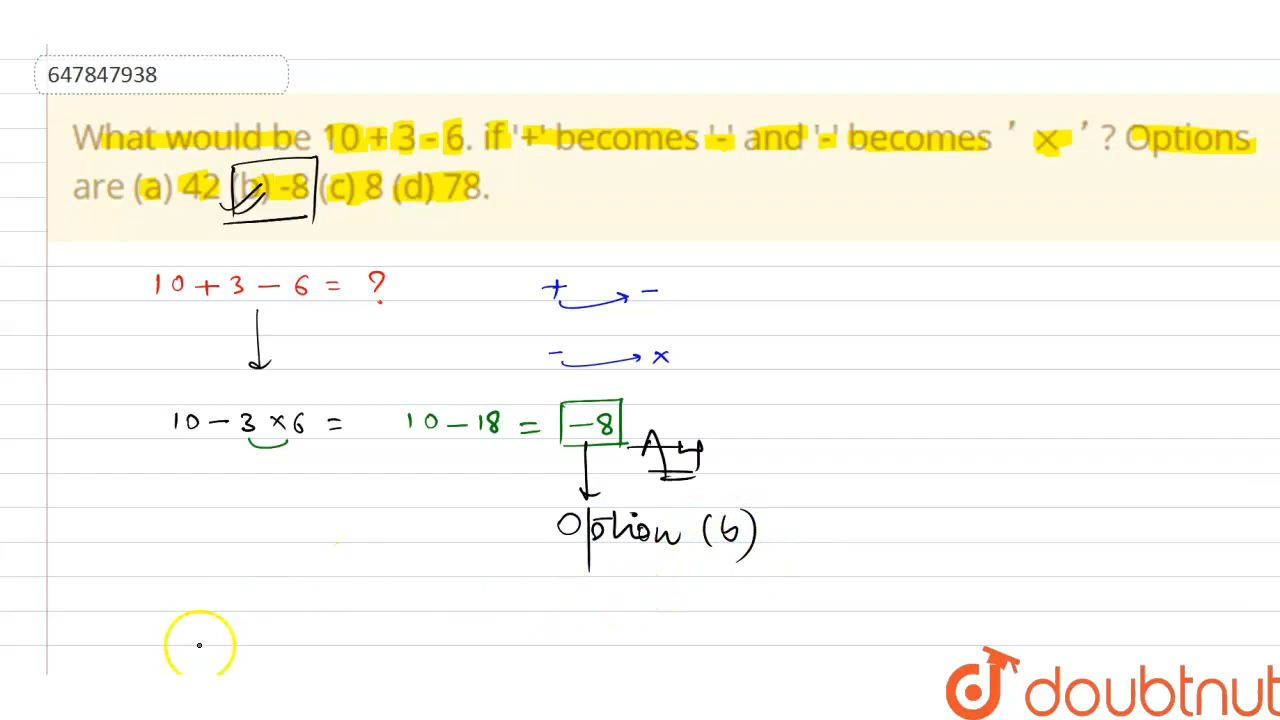 647847938
What would be 10 + 3 - 6. if '+' becomes '-' and '-' becomes ′ × ′ ? Options
are (a) 42 (b) -8 (c) 8 (d) 78.
10 + 3 - 6 = ?
+ → -
- → ×
10 - 3 × 6 = 10 - 18 = -8
Option (b)
doubtnut